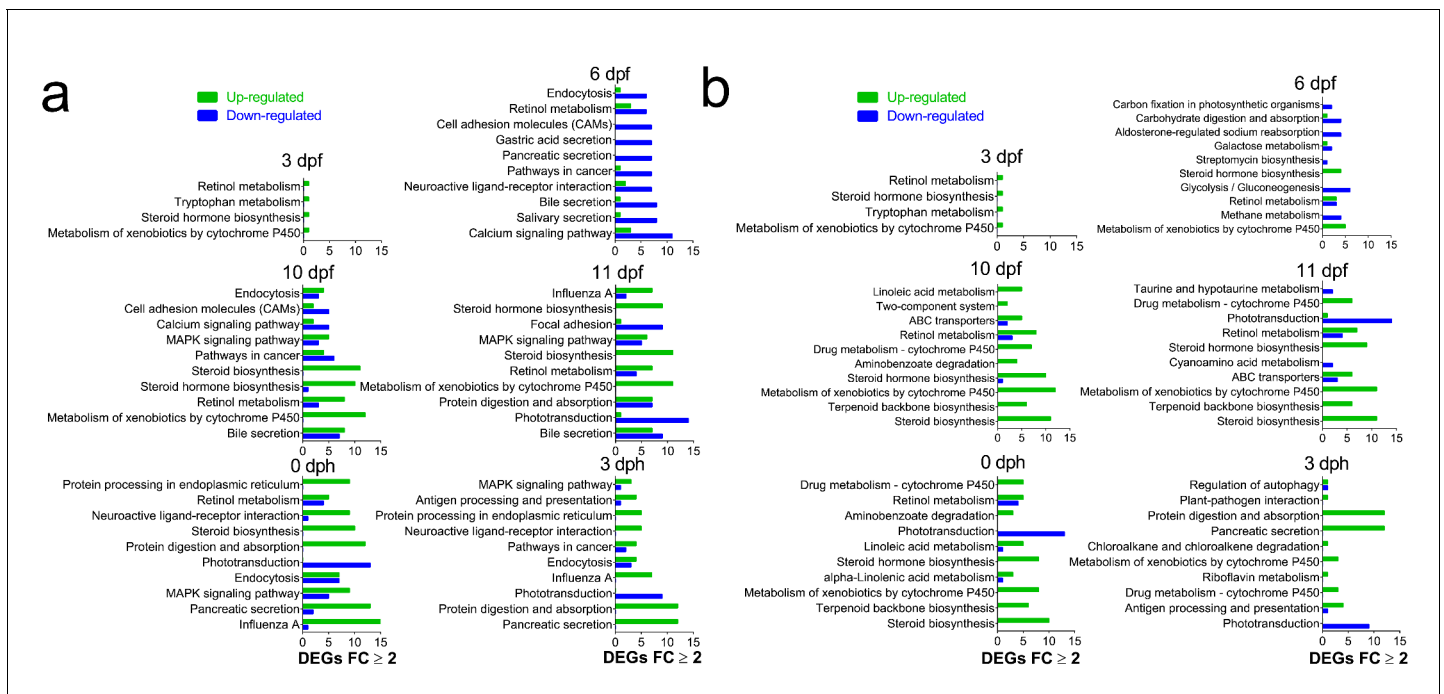 a
Up-regulated
Down-regulated
3 dpf
Retinol metabolism
Tryptophan metabolism
Steroid hormone biosynthesis
Metabolism of xenobiotics by cytochrome P450
0 5 10 15
6 dpf
Endocytosis
Retinol metabolism
Cell adhesion molecules (CAMs)
Gastric acid secretion
Pancreatic secretion
Pathways in cancer
Neuroactive ligand-receptor interaction
Bile secretion
Salivary secretion
Calcium signaling pathway
0 5 10 15
10 dpf
Endocytosis
Cell adhesion molecules (CAMs)
Calcium signaling pathway
MAPK signaling pathway
Pathways in cancer
Steroid biosynthesis
Steroid hormone biosynthesis
Retinol metabolism
Metabolism of xenobiotics by cytochrome P450
Bile secretion
0 5 10 15
11 dpf
Influenza A
Steroid hormone biosynthesis
Focal adhesion
MAPK signaling pathway
Steroid biosynthesis
Retinol metabolism
Metabolism of xenobiotics by cytochrome P450
Protein digestion and absorption
Phototransduction
Bile secretion
0 5 10 15
0 dph
Protein processing in endoplasmic reticulum
Retinol metabolism
Neuroactive ligand-receptor interaction
Steroid biosynthesis
Protein digestion and absorption
Phototransduction
Endocytosis
MAPK signaling pathway
Pancreatic secretion
Influenza A
0 5 10 15
DEGs FC ≥ 2
3 dph
MAPK signaling pathway
Antigen processing and presentation
Protein processing in endoplasmic reticulum
Neuroactive ligand-receptor interaction
Pathways in cancer
Endocytosis
Influenza A
Phototransduction
Protein digestion and absorption
Pancreatic secretion
0 5 10 15
DEGs FC ≥ 2
b
Up-regulated
Down-regulated
3 dpf
Retinol metabolism
Steroid hormone biosynthesis
Tryptophan metabolism
Metabolism of xenobiotics by cytochrome P450
0 5 10 15
6 dpf
Carbon fixation in photosynthetic organisms
Carbohydrate digestion and absorption
Aldosterone-regulated sodium reabsorption
Galactose metabolism
Streptomycin biosynthesis
Steroid hormone biosynthesis
Glycolysis / Gluconeogenesis
Retinol metabolism
Methane metabolism
Metabolism of xenobiotics by cytochrome P450
0 5 10 15
10 dpf
Linoleic acid metabolism
Two-component system
ABC transporters
Retinol metabolism
Drug metabolism - cytochrome P450
Aminobenzoate degradation
Steroid hormone biosynthesis
Metabolism of xenobiotics by cytochrome P450
Terpenoid backbone biosynthesis
Steroid biosynthesis
0 5 10 15
11 dpf
Taurine and hypotaurine metabolism
Drug metabolism - cytochrome P450
Phototransduction
Retinol metabolism
Steroid hormone biosynthesis
Cyanoamino acid metabolism
ABC transporters
Metabolism of xenobiotics by cytochrome P450
Terpenoid backbone biosynthesis
Steroid biosynthesis
0 5 10 15
0 dph
Drug metabolism - cytochrome P450
Retinol metabolism
Aminobenzoate degradation
Phototransduction
Linoleic acid metabolism
Steroid hormone biosynthesis
alpha-Linolenic acid metabolism
Metabolism of xenobiotics by cytochrome P450
Terpenoid backbone biosynthesis
Steroid biosynthesis
0 5 10 15
DEGs FC ≥ 2
3 dph
Regulation of autophagy
Plant-pathogen interaction
Protein digestion and absorption
Pancreatic secretion
Chloroalkane and chloroalkene degradation
Metabolism of xenobiotics by cytochrome P450
Riboflavin metabolism
Drug metabolism - cytochrome P450
Antigen processing and presentation
Phototransduction
0 5 10 15
DEGs FC ≥ 2